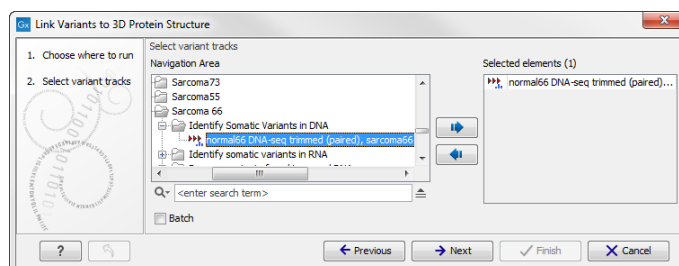 Gx Link Variants to 3D Protein Structure
1. Choose where to run
2. Select variant tracks
Select variant tracks
Navigation Area
Sarcoma73
Sarcoma55
Sarcoma 66
Identify Somatic Variants in DNA
normal66 DNA-seq trimmed (paired), sarcoma66
Identify somatic variants in RNA
<enter search term>
Batch
Selected elements (1)
normal66 DNA-seq trimmed (paired)...
?
Previous
Next
Finish
Cancel